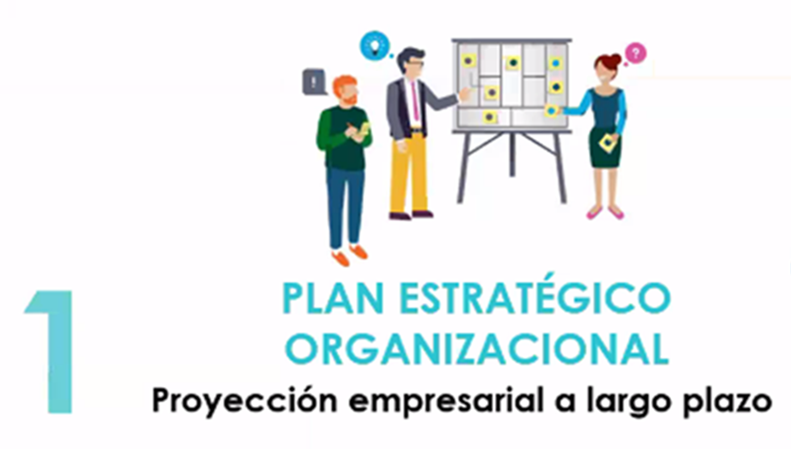 !
?
1
PLAN ESTRATÉGICO
ORGANIZACIONAL
Proyección empresarial a largo plazo